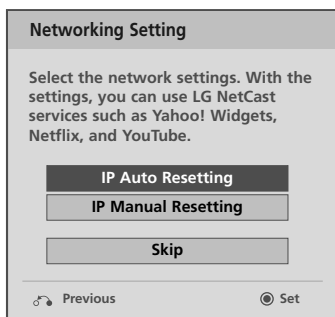 Networking Setting
Select the network settings. With the
settings, you can use LG NetCast
services such as Yahoo! Widgets,
Netflix, and YouTube.
IP Auto Resetting
IP Manual Resetting
Skip
Previous
Set